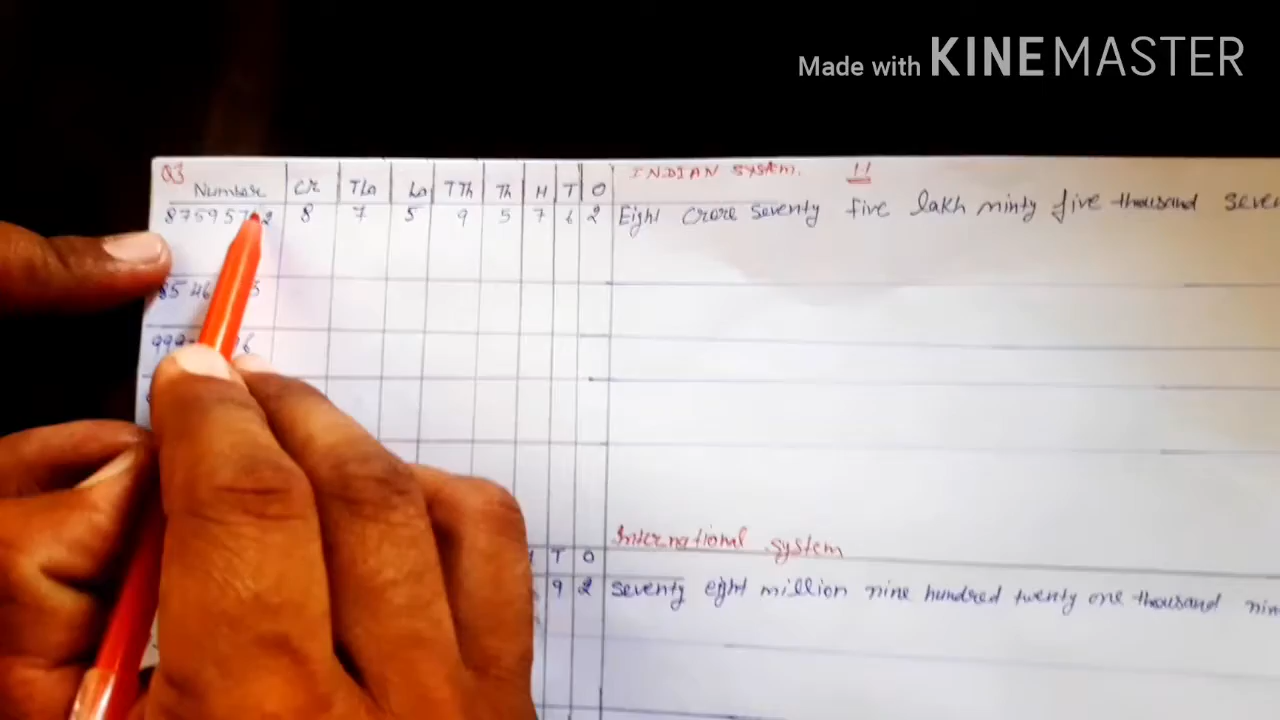 Made with KINEMASTER
Q3 INDIAN SYSTEM. 11
Number Cr TLa La TTh Th H T O
8 7 5 9 5 7 6 2 Eight crore seventy five lakh ninty five thousand
International system
T O
9 2 seventy eight million nine hundred twenty one thousand